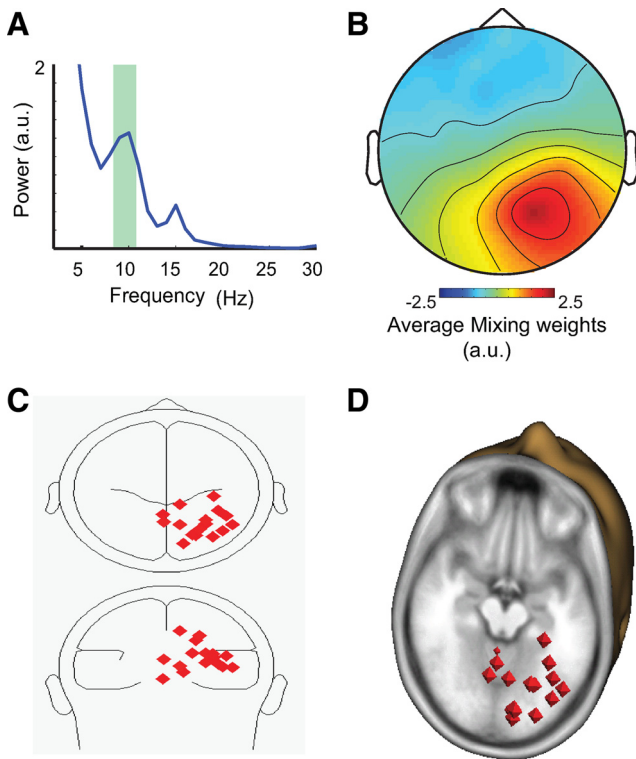 A
2
Power (a.u.)
5 10 15 20 25 30
Frequency (Hz)
B
-2.5 2.5
Average Mixing weights
(a.u.)
C
D